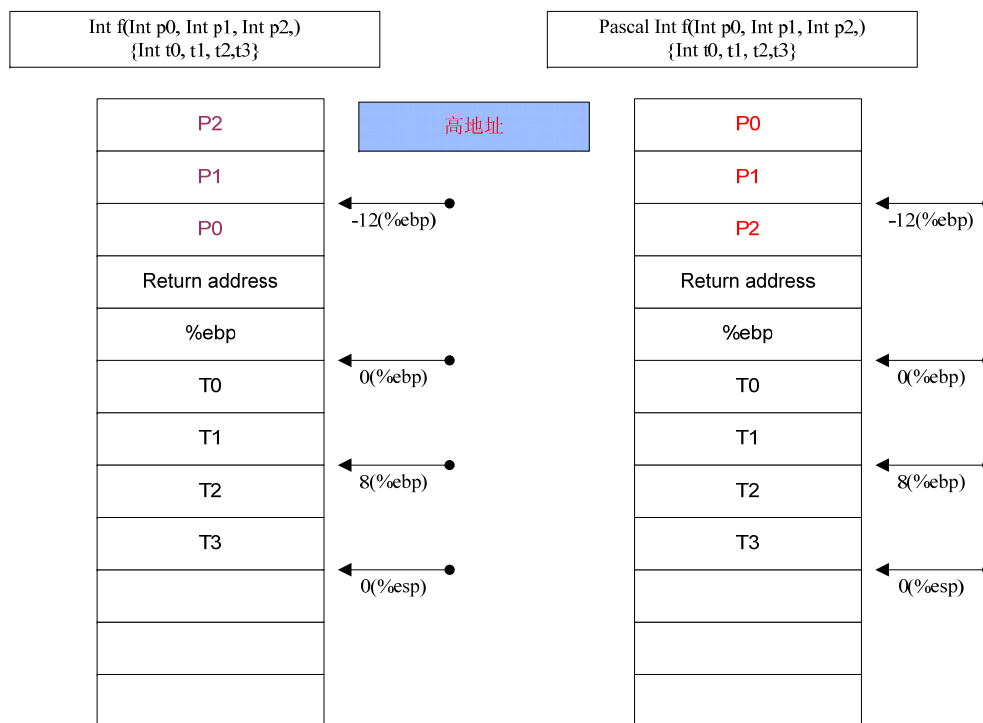 Int f(Int p0, Int p1, Int p2,)
{Int t0, t1, t2,t3}
Pascal Int f(Int p0, Int p1, Int p2,)
{Int t0, t1, t2,t3}
高地址
P2
P1
P0
Return address
%ebp
T0
T1
T2
T3
-12(%ebp)
0(%ebp)
8(%ebp)
0(%esp)
P0
P1
P2
Return address
%ebp
T0
T1
T2
T3
-12(%ebp)
0(%ebp)
8(%ebp)
0(%esp)